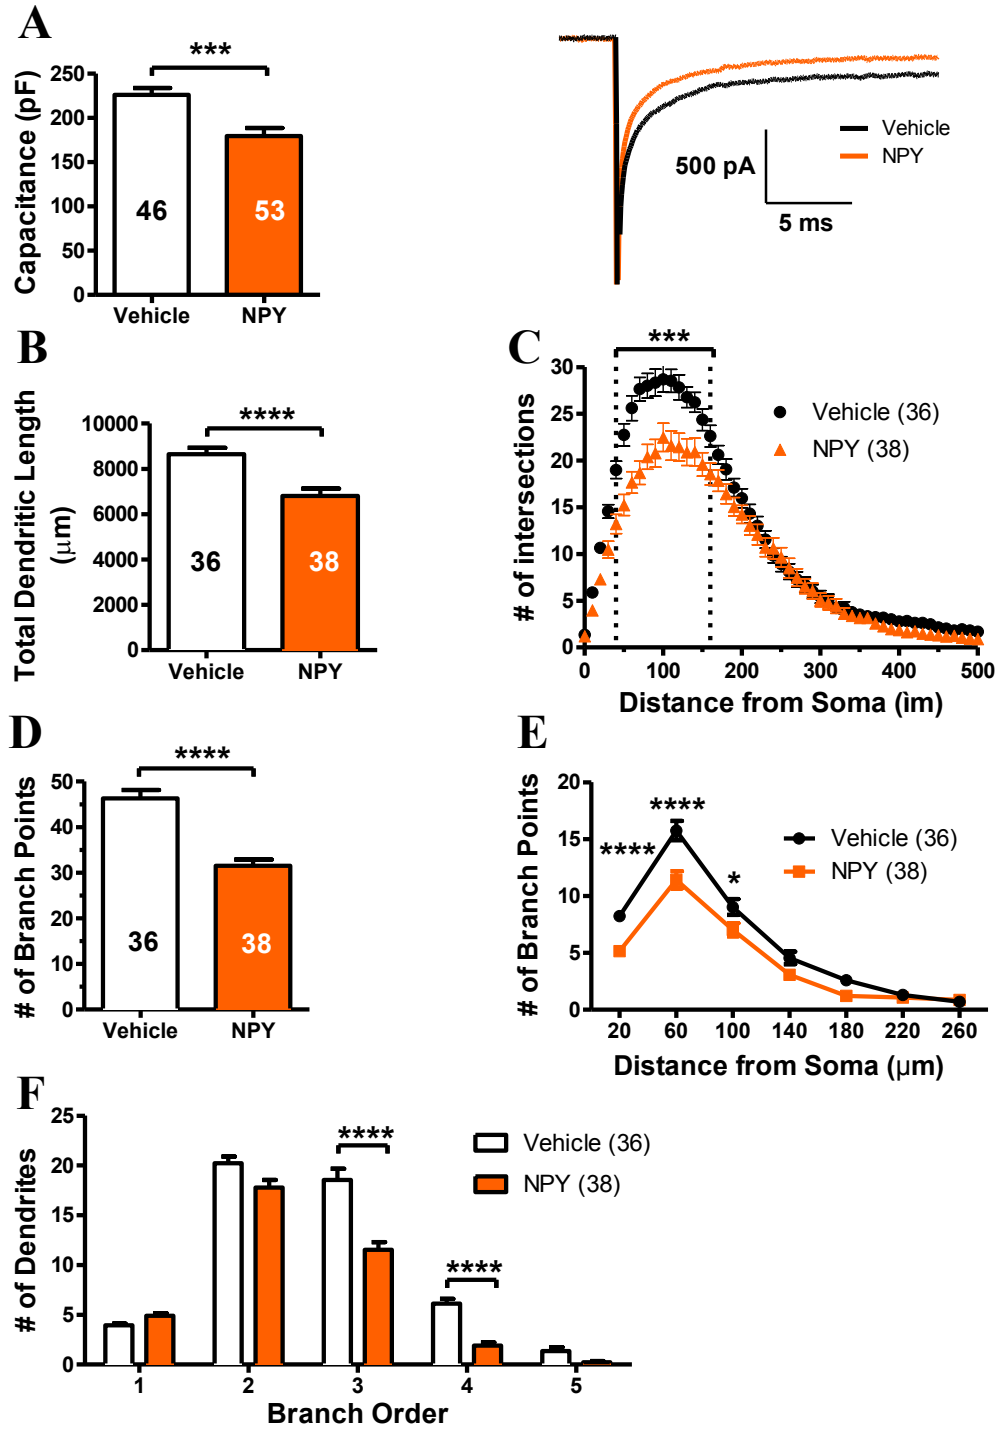 A
***
Capacitance (pF)
250
200
150
100
50
0
46
53
Vehicle
NPY
500 pA
5 ms
Vehicle
NPY
B
****
Total Dendritic Length
(μm)
10000
8000
6000
4000
2000
0
36
38
Vehicle
NPY
C
***
# of intersections
30
25
20
15
10
5
0
Vehicle (36)
NPY (38)
0 100 200 300 400 500
Distance from Soma (ìm)
D
****
# of Branch Points
50
40
30
20
10
0
36
38
Vehicle
NPY
E
# of Branch Points
20
15
10
5
0
****
****
*
Vehicle (36)
NPY (38)
20 60 100 140 180 220 260
Distance from Soma (µm)
F
# of Dendrites
25
20
15
10
5
0
****
****
Vehicle (36)
NPY (38)
1 2 3 4 5
Branch Order